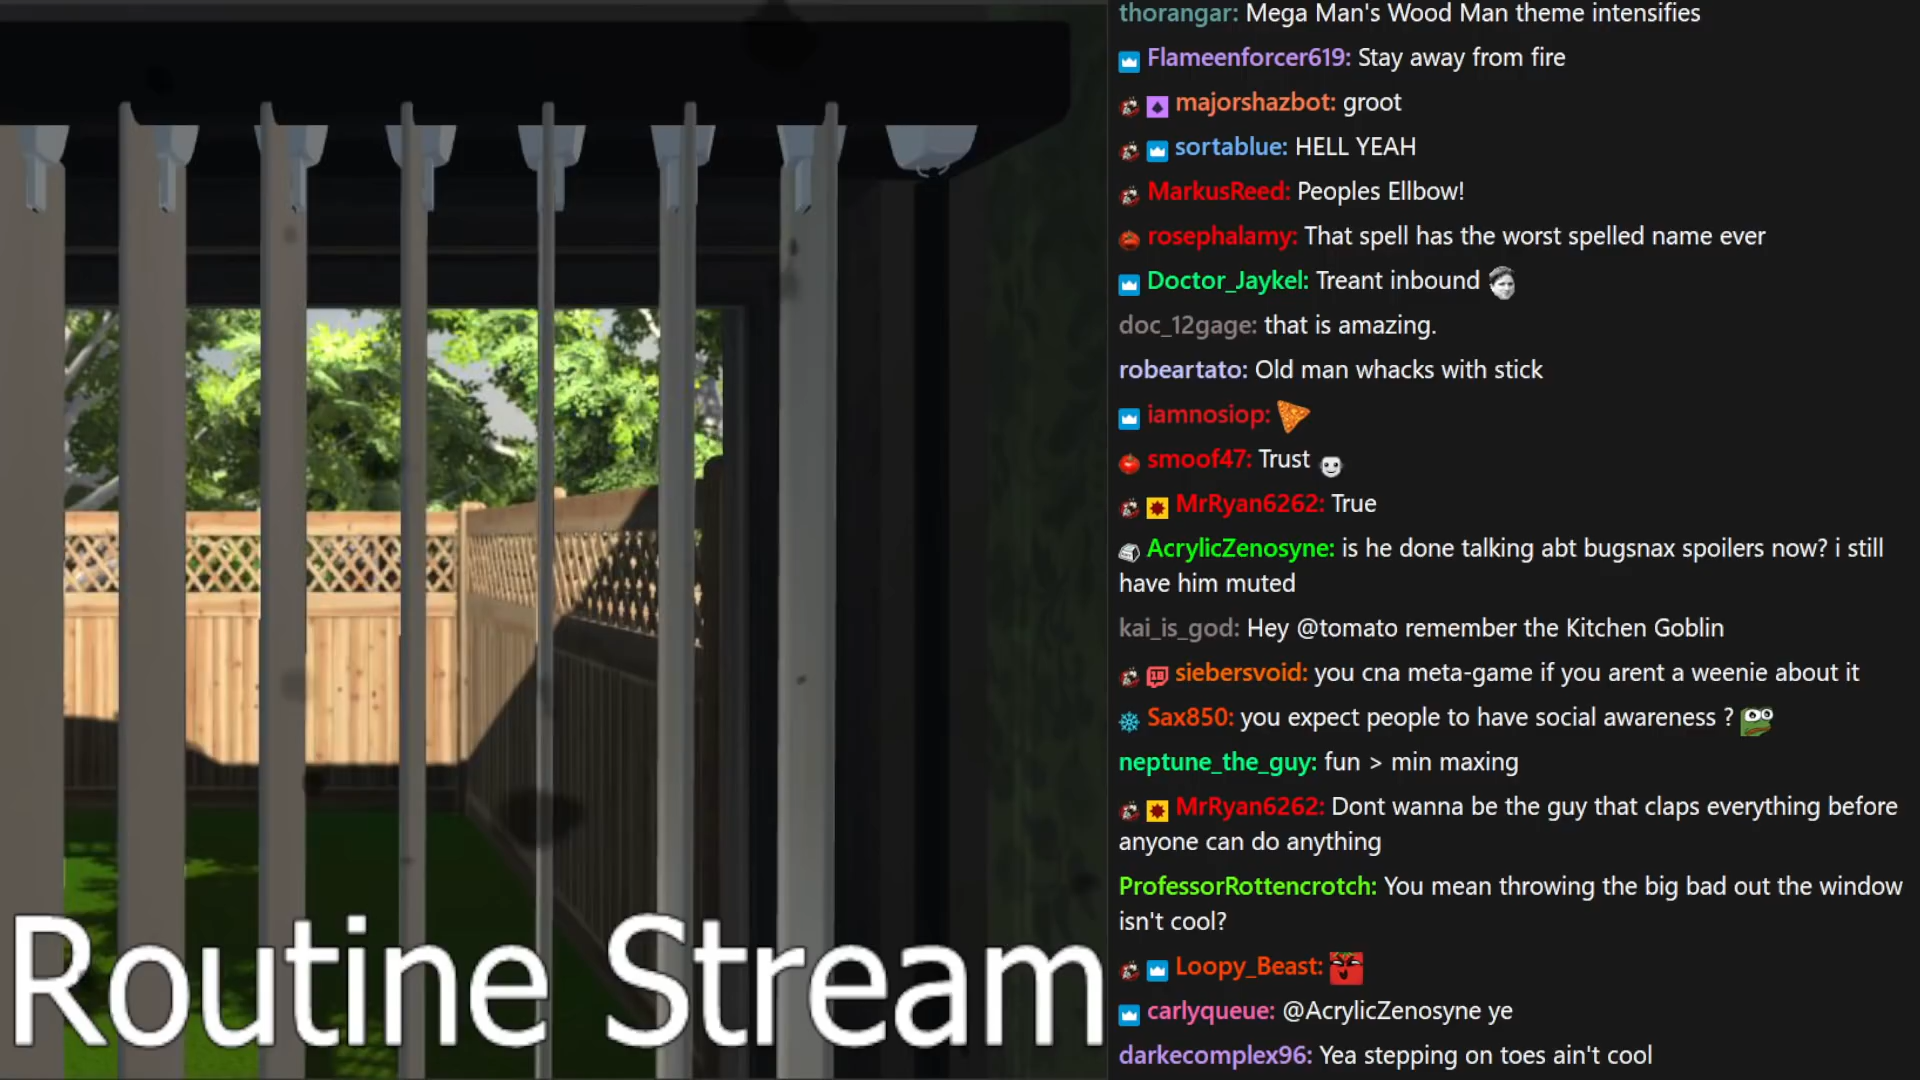 thorangar: Mega Man's Wood Man theme intensifies
Flameenforcer619: Stay away from fire
majorshazbot: groot
sortablue: HELL YEAH
MarkusReed: Peoples Ellbow!
rosephalamy: That spell has the worst spelled name ever
Doctor_Jaykel: Treant inbound
doc_12gage: that is amazing.
robeartato: Old man whacks with stick
iamnosiop:
smoof47: Trust
MrRyan6262: True
AcrylicZenosyne: is he done talking abt bugsnax spoilers now? i still
have him muted
kai_is_god: Hey @tomato remember the Kitchen Goblin
siebersvoid: you cna meta-game if you arent a weenie about it
Sax850: you expect people to have social awareness ?
neptune_the_guy: fun > min maxing
MrRyan6262: Dont wanna be the guy that claps everything before
anyone can do anything
ProfessorRottencrotch: You mean throwing the big bad out the window
isn't cool?
Loopy_Beast:
carlyqueue: @AcrylicZenosyne ye
darkecomplex96: Yea stepping on toes ain't cool
Routine Stream